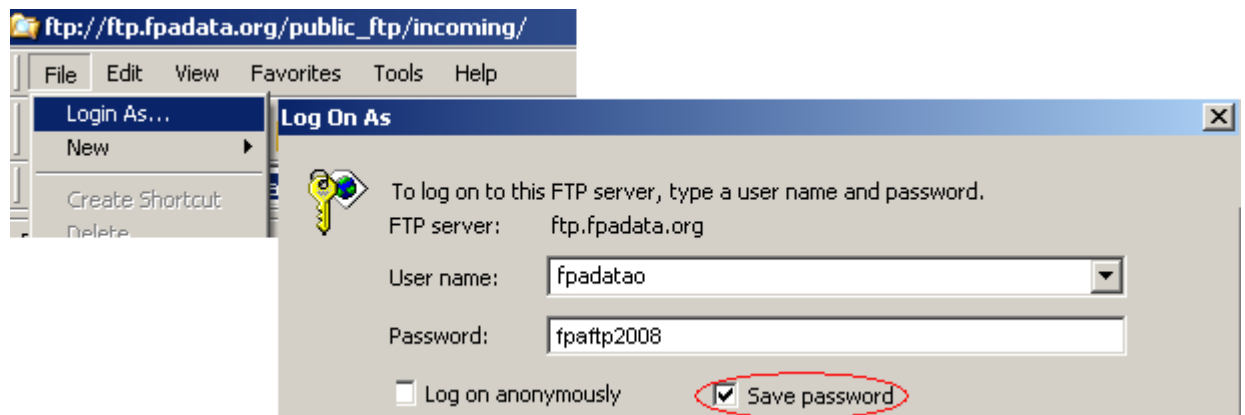 ftp://ftp.fpadata.org/public_ftp/incoming/
File Edit View Favorites Tools Help
Login As...
New
Create Shortcut
Delete
Log On As
To log on to this FTP server, type a user name and password.
FTP server: ftp.fpadata.org
User name: fpadatao
Password: fpaftp2008
Log on anonymously Save password